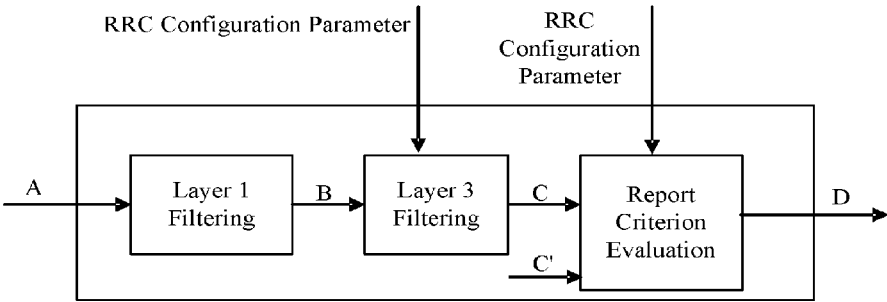 RRC Configuration Parameter
RRC
Configuration
Parameter
A
Layer 1
Filtering
B
Layer 3
Filtering
C
C'
Report
Criterion
Evaluation
D